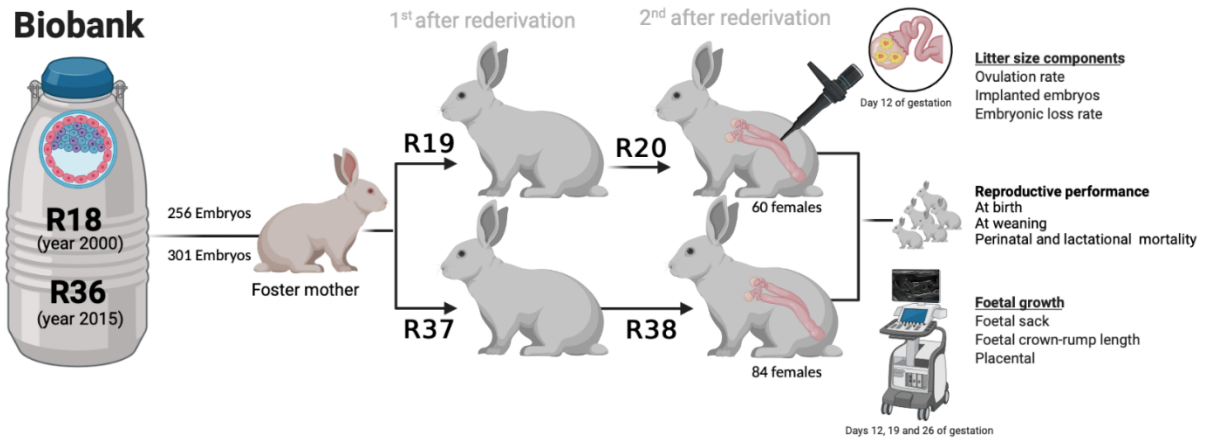 Biobank
R18
(year 2000)
R36
(year 2015)
256 Embryos
301 Embryos
Foster mother
1st after rederivation
2nd after rederivation
R19
R20
R37
R38
60 females
84 females
Day 12 of gestation
Litter size components
Ovulation rate
Implanted embryos
Embryonic loss rate
Reproductive performance
At birth
At weaning
Perinatal and lactational mortality
Foetal growth
Foetal sack
Foetal crown-rump length
Placental
Days 12, 19 and 26 of gestation